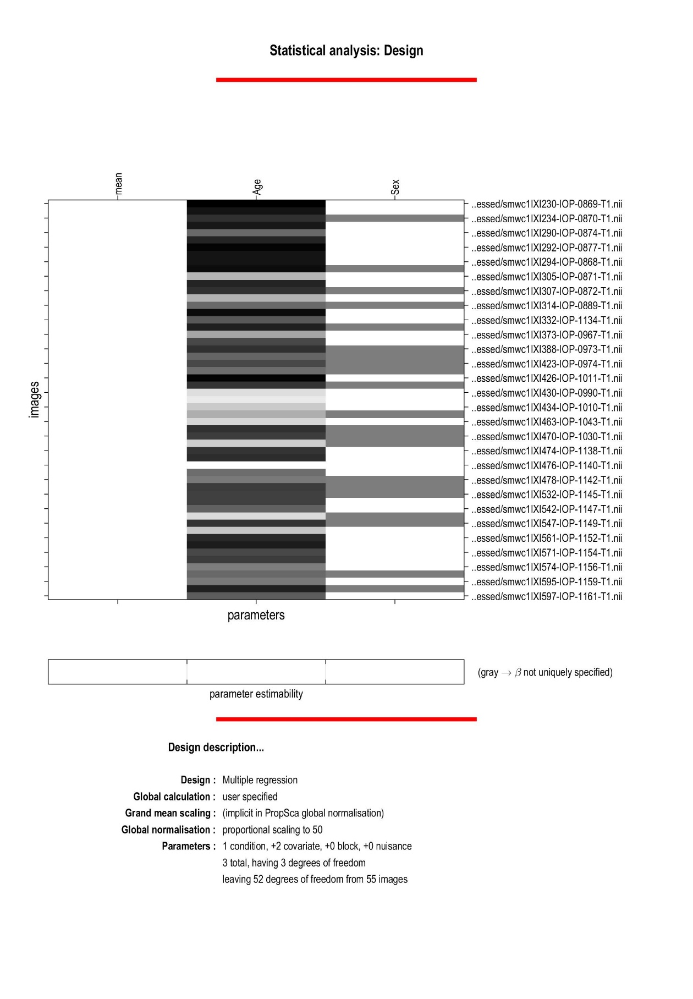 Statistical analysis: Design
mean
Age
Sex
images
..essed/smwc1IXI230-IOP-0869-T1.nii
..essed/smwc1IXI234-IOP-0870-T1.nii
..essed/smwc1IXI290-IOP-0874-T1.nii
..essed/smwc1IXI292-IOP-0877-T1.nii
..essed/smwc1IXI294-IOP-0868-T1.nii
..essed/smwc1IXI305-IOP-0871-T1.nii
..essed/smwc1IXI307-IOP-0872-T1.nii
..essed/smwc1IXI314-IOP-0889-T1.nii
..essed/smwc1IXI332-IOP-1134-T1.nii
..essed/smwc1IXI373-IOP-0967-T1.nii
..essed/smwc1IXI388-IOP-0973-T1.nii
..essed/smwc1IXI423-IOP-0974-T1.nii
..essed/smwc1IXI426-IOP-1011-T1.nii
..essed/smwc1IXI430-IOP-0990-T1.nii
..essed/smwc1IXI434-IOP-1010-T1.nii
..essed/smwc1IXI463-IOP-1043-T1.nii
..essed/smwc1IXI470-IOP-1030-T1.nii
..essed/smwc1IXI474-IOP-1138-T1.nii
..essed/smwc1IXI476-IOP-1140-T1.nii
..essed/smwc1IXI478-IOP-1142-T1.nii
..essed/smwc1IXI532-IOP-1145-T1.nii
..essed/smwc1IXI542-IOP-1147-T1.nii
..essed/smwc1IXI547-IOP-1149-T1.nii
..essed/smwc1IXI561-IOP-1152-T1.nii
..essed/smwc1IXI571-IOP-1154-T1.nii
..essed/smwc1IXI574-IOP-1156-T1.nii
..essed/smwc1IXI595-IOP-1159-T1.nii
..essed/smwc1IXI597-IOP-1161-T1.nii
parameters
(gray → β not uniquely specified)
parameter estimability
Design description...
Design : Multiple regression
Global calculation : user specified
Grand mean scaling : (implicit in PropSca global normalisation)
Global normalisation : proportional scaling to 50
Parameters : 1 condition, +2 covariate, +0 block, +0 nuisance
3 total, having 3 degrees of freedom
leaving 52 degrees of freedom from 55 images